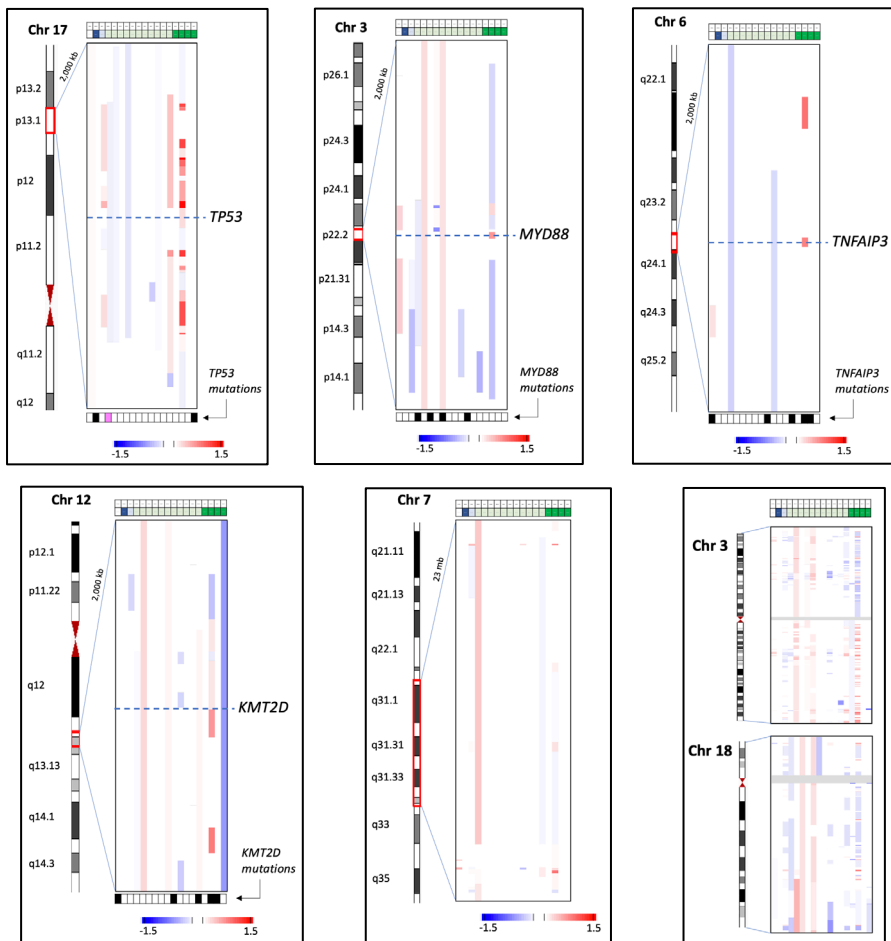 Chr 17
2,000 kb
p13.2
p13.1
p12
p11.2
q11.2
q12
TP53
TP53
mutations
-1.5
1.5
Chr 3
2,000 kb
p26.1
p24.3
p24.1
p22.2
p21.31
p14.3
p14.1
MYD88
MYD88
mutations
-1.5
1.5
Chr 6
2,000 kb
q22.1
q23.2
q24.1
q24.3
q25.2
TNFAIP3
TNFAIP3
mutations
-1.5
1.5
Chr 12
2,000 kb
p12.1
p11.22
q12
q13.13
q14.1
q14.3
KMT2D
KMT2D
mutations
-1.5
1.5
Chr 7
23 mb
q21.11
q21.13
q22.1
q31.1
q31.31
q31.33
q33
q35
-1.5
1.5
Chr 3
Chr 18
-1.5
1.5